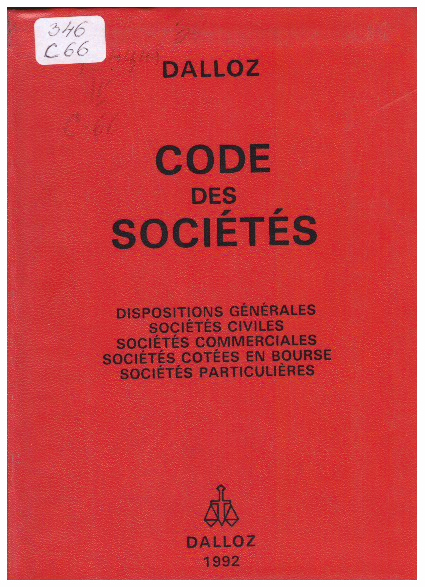 346
C66
DALLOZ
CODE
DES
SOCIÉTÉS
DISPOSITIONS GÉNÉRALES
SOCIÉTÉS CIVILES
SOCIÉTÉS COMMERCIALES
SOCIÉTÉS COTÉES EN BOURSE
SOCIÉTÉS PARTICULIÈRES
DALLOZ
1992